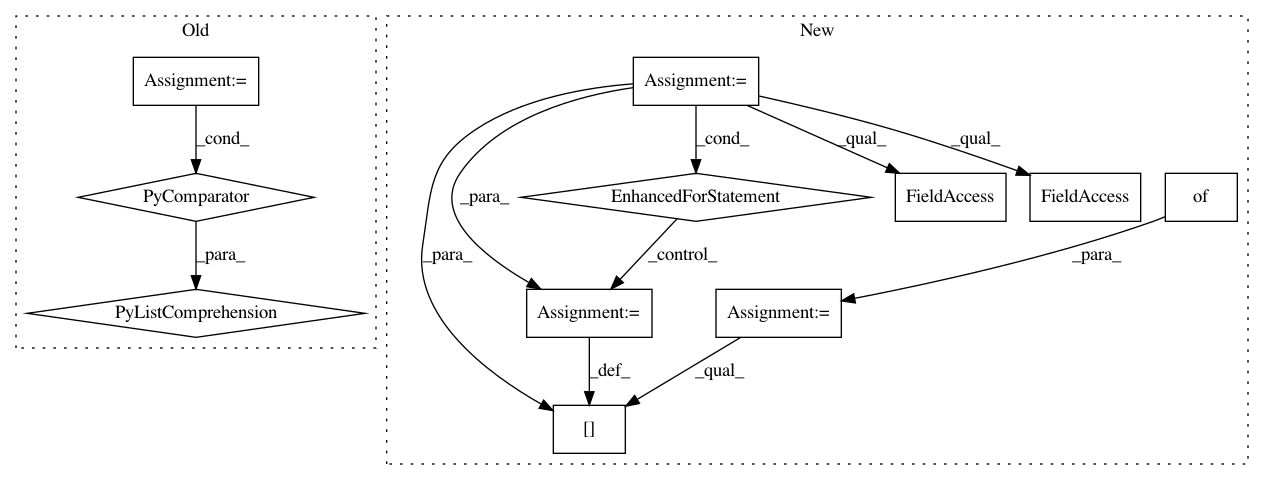 Old
New
Assignment:=
Assignment:=
_cond_
_cond_
_qual_
_qual_
PyComparator
_para_
EnhancedForStatement
FieldAccess
FieldAccess
of
_para_
_para_
_control_
_para_
PyListComprehension
Assignment:=
Assignment:=
_def_
_qual_
[]